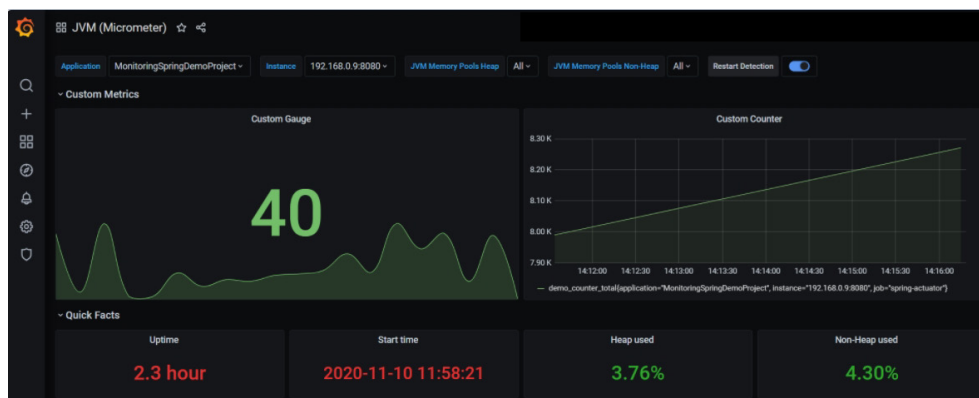 JVM (Micrometer)
Application MonitoringSpringDemoProject Instance 192.168.0.9:8080 JVM Memory Pools Heap All JVM Memory Pools Non-Heap All Restart Detection
Custom Metrics
Custom Gauge
40
Custom Counter
8.30 K
8.20 K
8.10 K
8.00 K
7.90 K
14:12:00 14:12:30 14:13:00 14:13:30 14:14:00 14:14:30 14:15:00 14:15:30 14:16:00
demo_counter_total{application="MonitoringSpringDemoProject", instance="192.168.0.9:8080", job="spring-actuator"}
Quick Facts
Uptime
2.3 hour
Start time
2020-11-10 11:58:21
Heap used
3.76%
Non-Heap used
4.30%